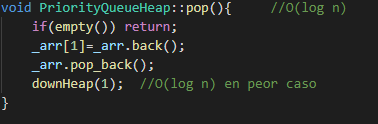 void PriorityQueueHeap::pop(){     //O(log n)
    if(empty()) return;
    _arr[1]=_arr.back();
    _arr.pop_back();
    downHeap(1);  //O(log n) en peor caso
}